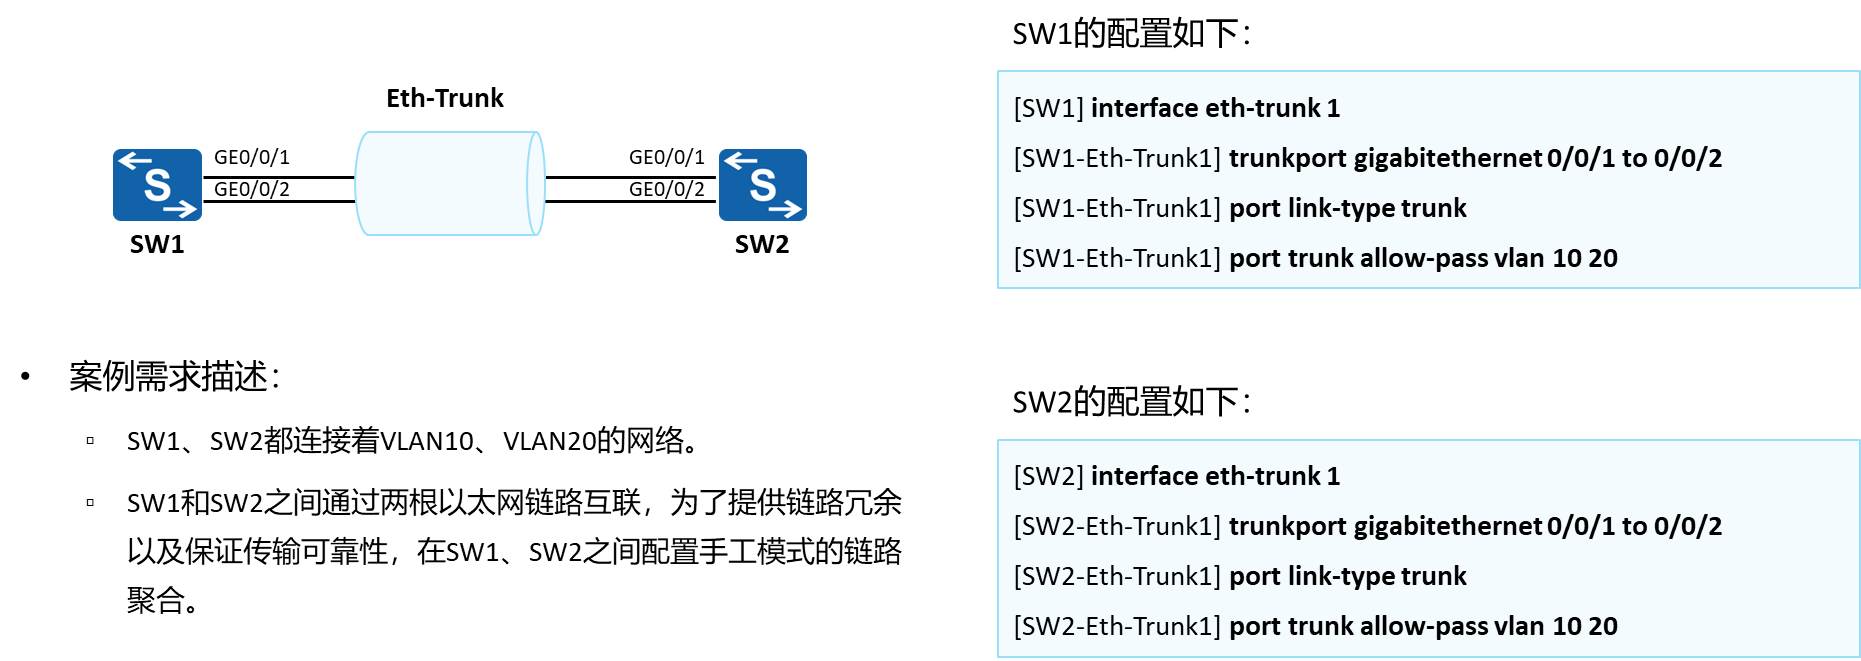 Eth-Trunk
GE0/0/1
GE0/0/2
GE0/0/1
GE0/0/2
S
S
SW1
SW2
• 案例需求描述：
▫ SW1、SW2都连接着VLAN10、VLAN20的网络。
▫ SW1和SW2之间通过两根以太网链路互联，为了提供链路冗余
以及保证传输可靠性，在SW1、SW2之间配置手工模式的链路
聚合。
SW1的配置如下：
[SW1] interface eth-trunk 1
[SW1-Eth-Trunk1] trunkport gigabitethernet 0/0/1 to 0/0/2
[SW1-Eth-Trunk1] port link-type trunk
[SW1-Eth-Trunk1] port trunk allow-pass vlan 10 20
SW2的配置如下：
[SW2] interface eth-trunk 1
[SW2-Eth-Trunk1] trunkport gigabitethernet 0/0/1 to 0/0/2
[SW2-Eth-Trunk1] port link-type trunk
[SW2-Eth-Trunk1] port trunk allow-pass vlan 10 20